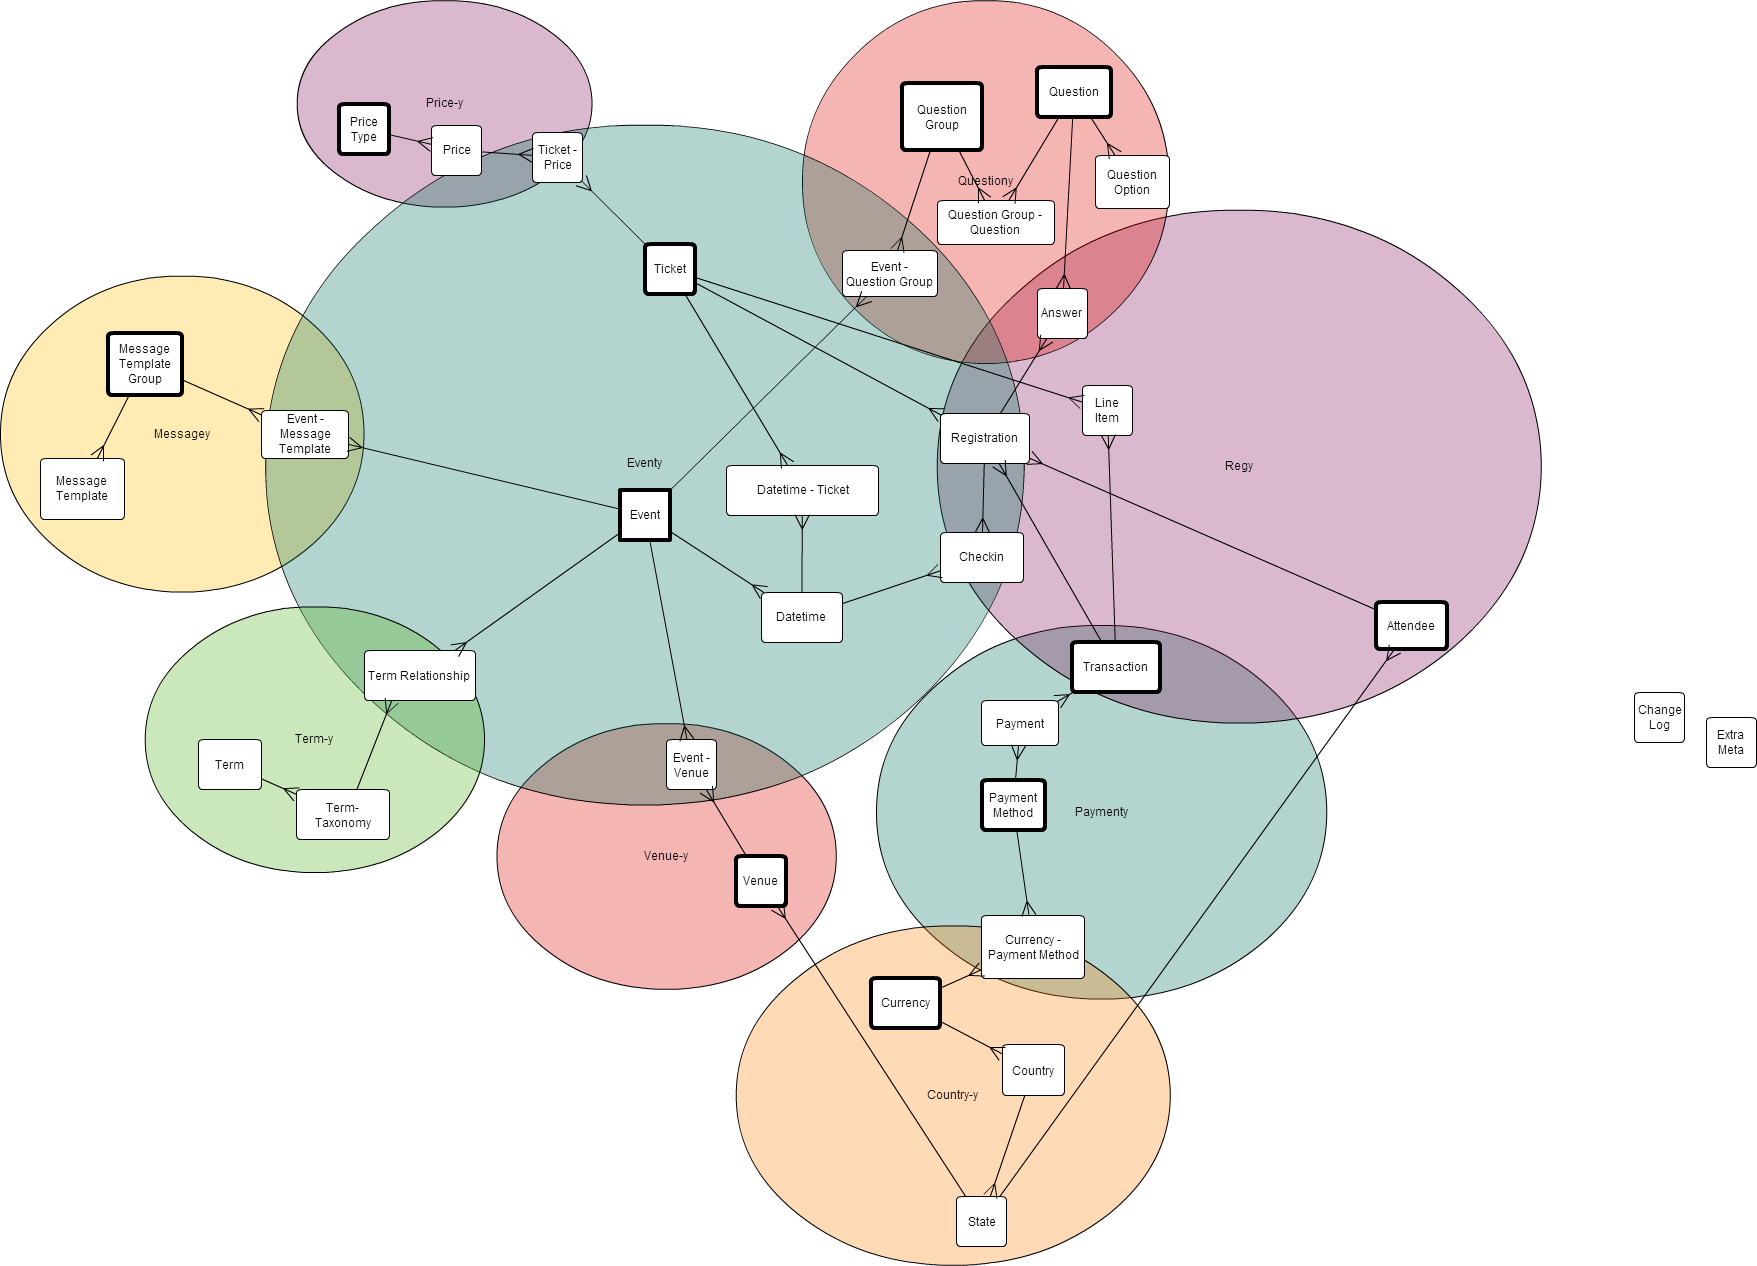 Price-y
Price
Type
Price
Ticket -
Price
Question
Group
Question
Questiony
Question
Option
Question Group -
Question
Event -
Question Group
Answer
Ticket
Message
Template
Group
Messagey
Event -
Message
Template
Message
Template
Eventy
Event
Datetime - Ticket
Datetime
Registration
Line
Item
Regy
Checkin
Attendee
Transaction
Term Relationship
Term-y
Term
Term-
Taxonomy
Event -
Venue
Venue-y
Venue
Payment
Payment
Method
Paymenty
Change
Log
Extra
Meta
Currency -
Payment Method
Currency
Country
Country-y
State